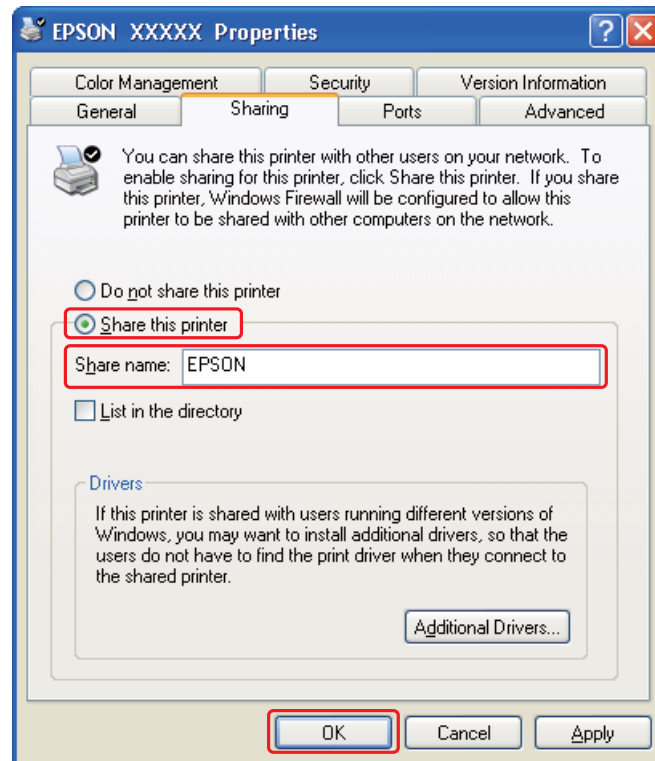 EPSON XXXXX Properties
Color Management Security Version Information
General Sharing Ports Advanced
You can share this printer with other users on your network. To
enable sharing for this printer, click Share this printer. If you share
this printer, Windows Firewall will be configured to allow this
printer to be shared with other computers on the network.
Do not share this printer
Share this printer
Share name: EPSON
List in the directory
Drivers
If this printer is shared with users running different versions of
Windows, you may want to install additional drivers, so that the
users do not have to find the print driver when they connect to
the shared printer.
Additional Drivers...
OK Cancel Apply